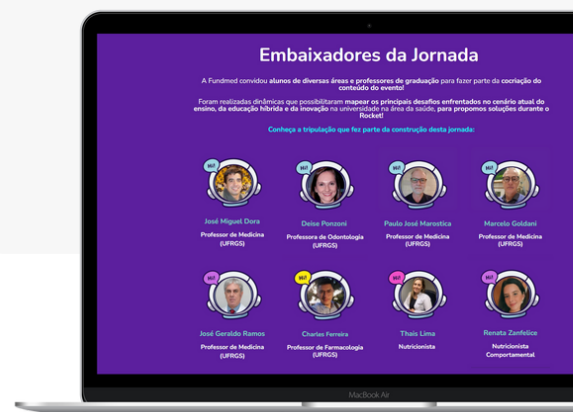 Embaixadores da Jornada
A Fundmed convidou alunos de diversas áreas e professores de graduação para fazer parte da cocriação do
conteúdo do evento!
Foram realizadas dinâmicas que possibilitaram mapear os principais desafios enfrentados no cenário atual do
ensino, da educação híbrida e da inovação na universidade na área da saúde, para propomos soluções durante o
Rocket!
Conheça a tripulação que fez parte da construção desta jornada:
Hi! Hi! Hi! Hi!
José Miguel Dora Deise Ponzoni Paulo José Marostica Marcelo Goldani
Professor de Medicina Professora de Odontologia Professor de Medicina Professor de Medicina
(UFRGS) (UFRGS) (UFRGS) (UFRGS)
Hi! Hi! Hi! Hi!
José Geraldo Ramos Charles Ferreira Thais Lima Renata Zanfelice
Professor de Medicina Professor de Farmacologia Nutricionista Nutricionista
(UFRGS) (UFRGS) Comportamental
MacBook Air